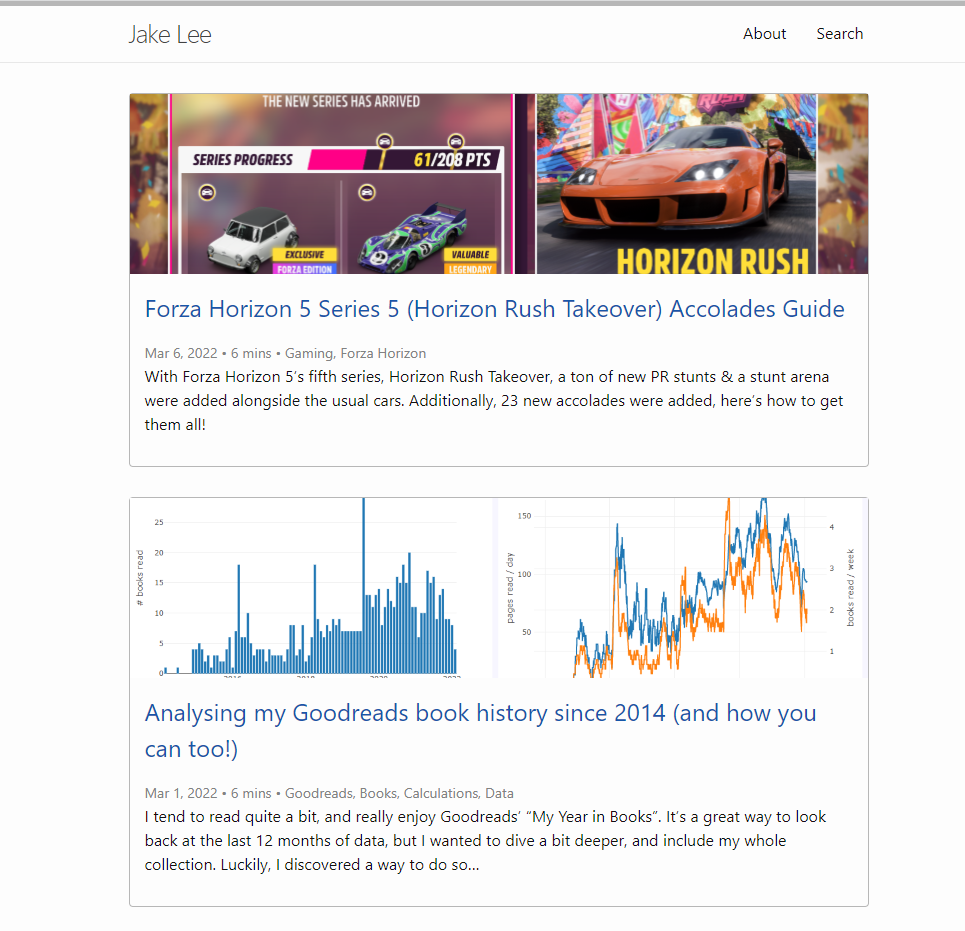 Jake Lee
About
Search
THE NEW SERIES HAS ARRIVED
SERIES PROGRESS
61/208 PTS
EXCLUSIVE
FORZA EDITION
VALUABLE
LEGENDARY
RUSH
HORIZON RUSH
Forza Horizon 5 Series 5 (Horizon Rush Takeover) Accolades Guide
Mar 6, 2022 • 6 mins • Gaming, Forza Horizon
With Forza Horizon 5’s fifth series, Horizon Rush Takeover, a ton of new PR stunts & a stunt arena
were added alongside the usual cars. Additionally, 23 new accolades were added, here’s how to get
them all!
# books read
25
20
15
10
5
0
2016
2018
2020
2022
pages read / day
150
100
50
4
3
2
1
books read / week
Analysing my Goodreads book history since 2014 (and how you
can too!)
Mar 1, 2022 • 6 mins • Goodreads, Books, Calculations, Data
I tend to read quite a bit, and really enjoy Goodreads’ “My Year in Books”. It’s a great way to look
back at the last 12 months of data, but I wanted to dive a bit deeper, and include my whole
collection. Luckily, I discovered a way to do so…